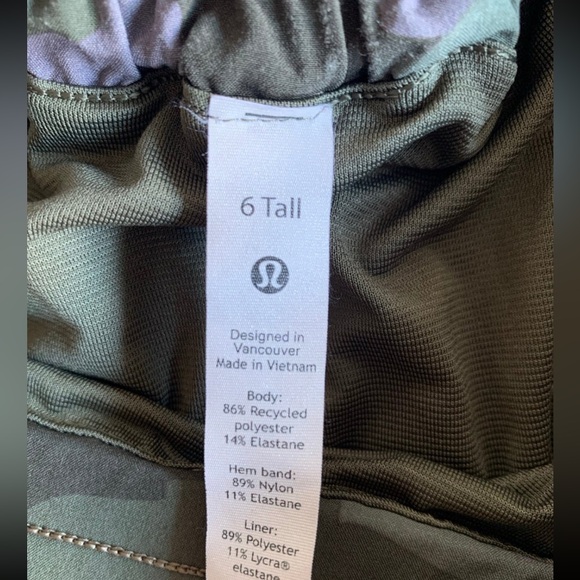 6 Tall
Designed in
Vancouver
Made in Vietnam
Body:
86% Recycled
polyester
14% Elastane
Hem band:
89% Nylon
11% Elastane
Liner:
89% Polyester
11% Lycra®
elastane